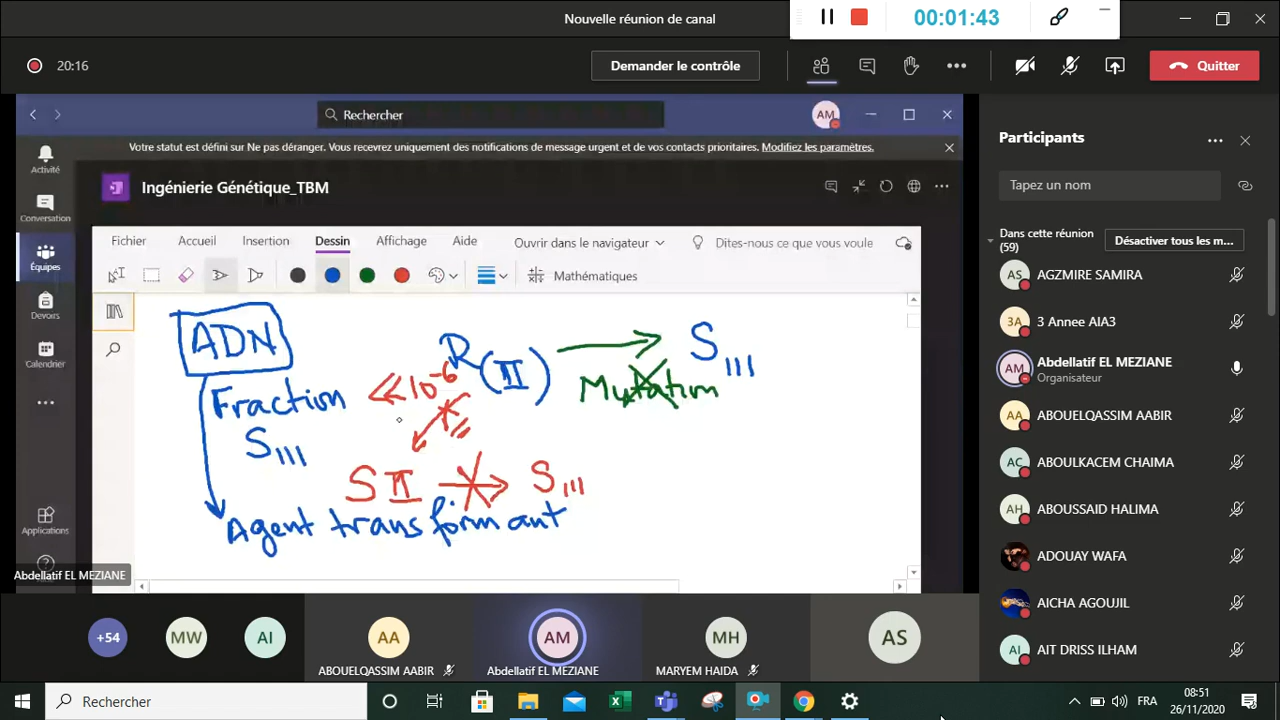 Nouvelle réunion de canal
00:01:43
20:16
Demander le contrôle
Quitter
Rechercher
AM
Votre statut est défini sur Ne pas déranger. Vous recevrez uniquement des notifications de message urgent et de vos contacts prioritaires. Modifiez les paramètres.
Activité
Conversation
Équipes
Devoirs
Calendrier
Applications
Ingénierie Génétique_TBM
Fichier Accueil Insertion Dessin Affichage Aide Ouvrir dans le navigateur Dites-nous ce que vous voule
Mathématiques
ADN
R(II) → S III
Mutation
Fraction << 10-6
S III
S II → S III
Agent transformant
Abdellatif EL MEZIANE
Participants
Tapez un nom
Dans cette réunion
(59)
Désactiver tous les m...
AS AGZMIRE SAMIRA
3A 3 Annee AIA3
AM Abdellatif EL MEZIANE
Organisateur
AA ABOUELQASSIM AABIR
AC ABOULKACEM CHAIMA
AH ABOUSSAID HALIMA
ADOUAY WAFA
AICHA AGOUJIL
AI AIT DRISS ILHAM
+54 MW AI AA AM MH AS
ABOUELQASSIM AABIR
Abdellatif EL MEZIANE
MARYEM HAIDA
Rechercher
FRA
08:51
26/11/2020